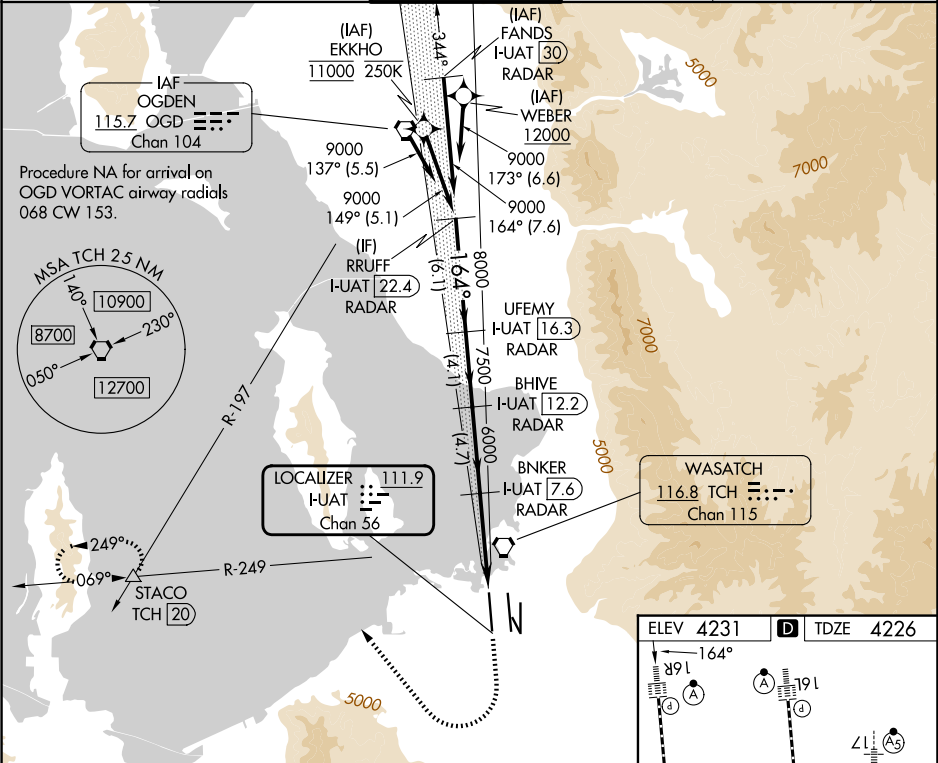 (IAF)
FANDS
I-UAT 30
RADAR
344°
(IAF)
EKKHO
11000 250K
5000
IAF
OGDEN
115.7 OGD
Chan 104
(IAF)
WEBER
12000
9000
137° (5.5)
9000
173° (6.6)
7000
Procedure NA for arrival on
OGD VORTAC airway radials
068 CW 153.
9000
149° (5.1)
9000
164° (7.6)
(IF)
RRUFF
I-UAT 22.4
RADAR
164°
8000
(6.1)
MSA TCH 25 NM
140°
10900
230°
8700
050°
12700
UFEMY
I-UAT 16.3
RADAR
7000
7500
(4.1)
BHIVE
I-UAT 12.2
RADAR
R-197
6000
(4.7)
5000
LOCALIZER 111.9
I-UAT
Chan 56
BNKER
I-UAT 7.6
RADAR
WASATCH
116.8 TCH
Chan 115
249°
069°
R-249
STACO
TCH 20
ELEV 4231
D
TDZE 4226
164°
16R
A
P
A
16L
P
5000
17
A5